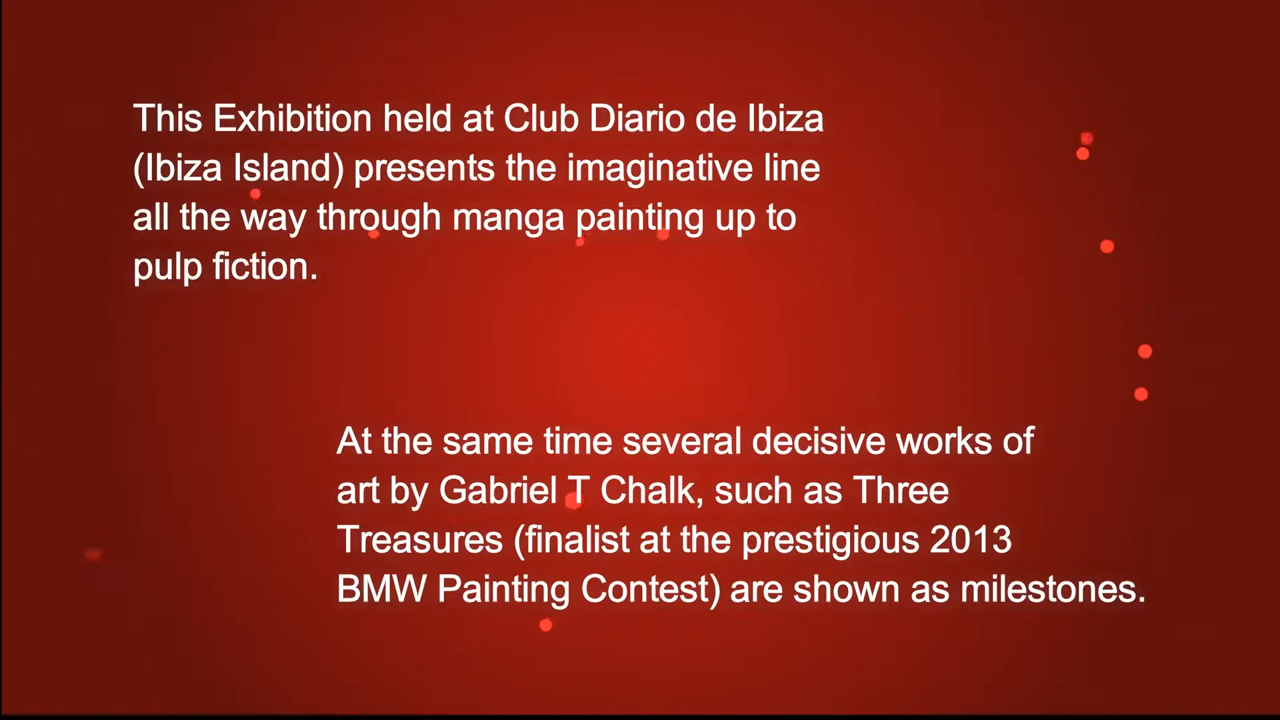 This Exhibition held at Club Diario de Ibiza
(Ibiza Island) presents the imaginative line
all the way through manga painting up to
pulp fiction.
At the same time several decisive works of
art by Gabriel T Chalk, such as Three
Treasures (finalist at the prestigious 2013
BMW Painting Contest) are shown as milestones.